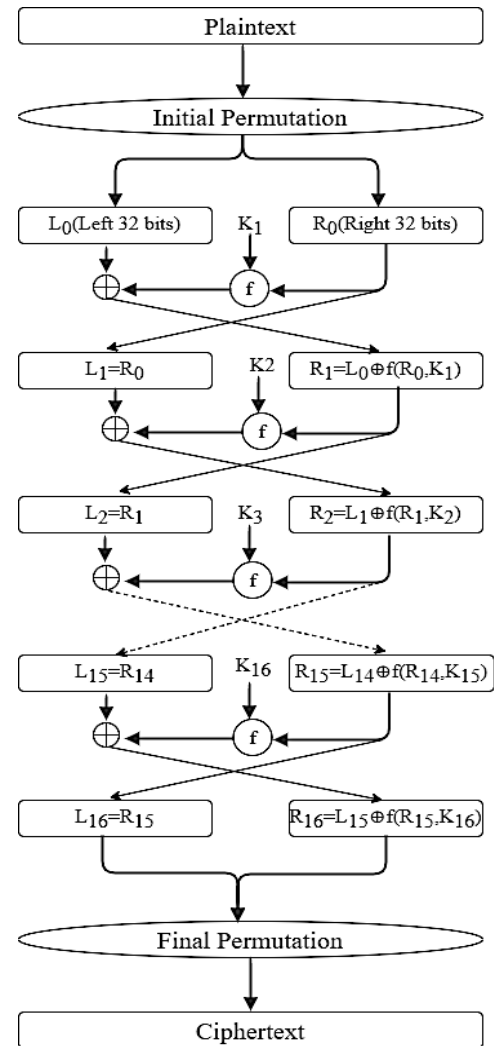 Plaintext
Initial Permutation
L₀(Left 32 bits)
K₁
R₀(Right 32 bits)
f
L₁=R₀
K2
R₁=L₀⊕f(R₀,K₁)
f
L₂=R₁
K₃
R₂=L₁⊕f(R₁,K₂)
f
L₁₅=R₁₄
K₁₆
R₁₅=L₁₄⊕f(R₁₄,K₁₅)
f
L₁₆=R₁₅
R₁₆=L₁₅⊕f(R₁₅,K₁₆)
Final Permutation
Ciphertext